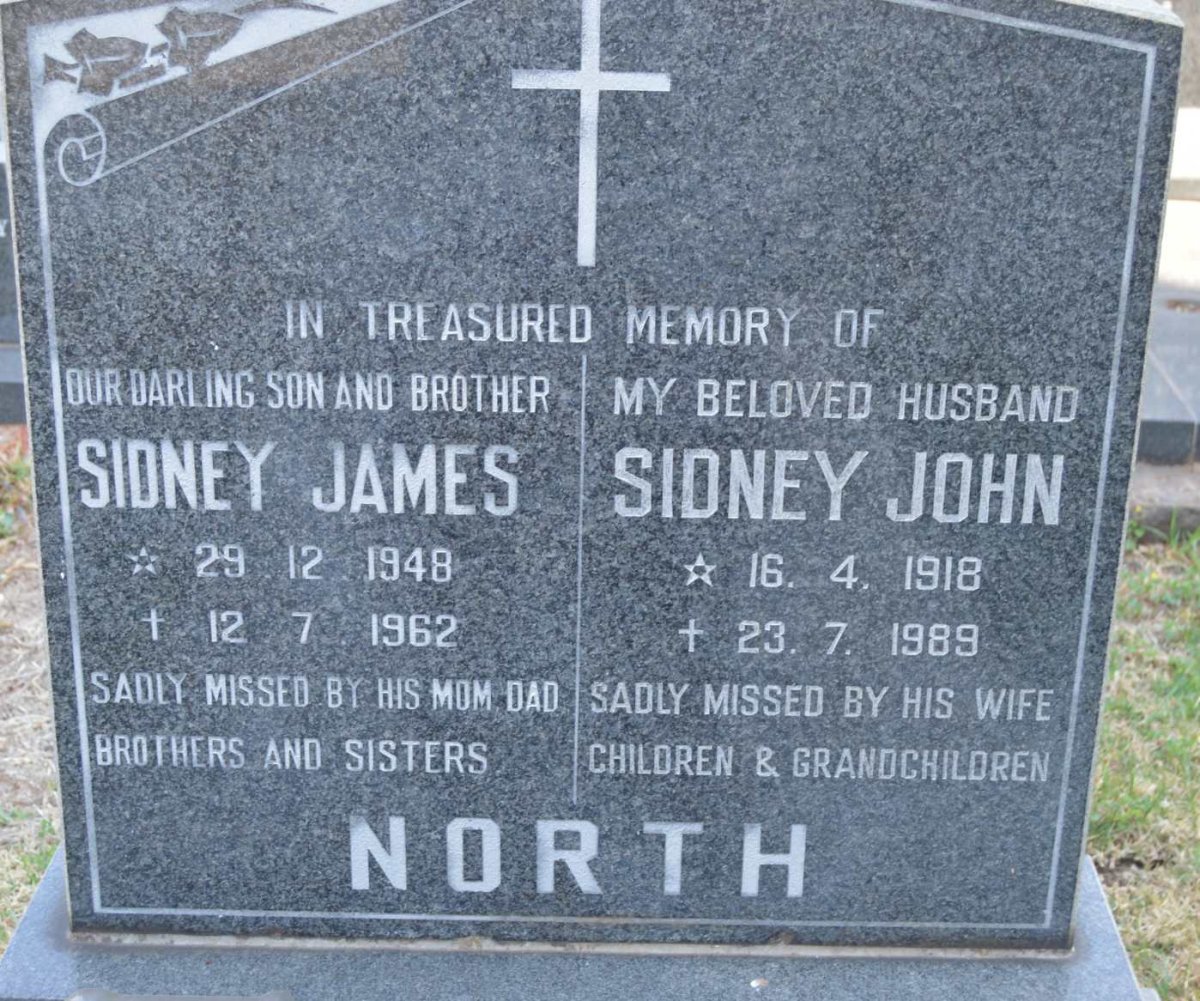 IN TREASURED MEMORY OF
OUR DARLING SON AND BROTHER
SIDNEY JAMES
☆ 29. 12. 1948
† 12. 7. 1962
SADLY MISSED BY HIS MOM DAD
BROTHERS AND SISTERS
MY BELOVED HUSBAND
SIDNEY JOHN
☆ 16. 4. 1918
† 23. 7. 1989
SADLY MISSED BY HIS WIFE
CHILDREN & GRANDCHILDREN
NORTH